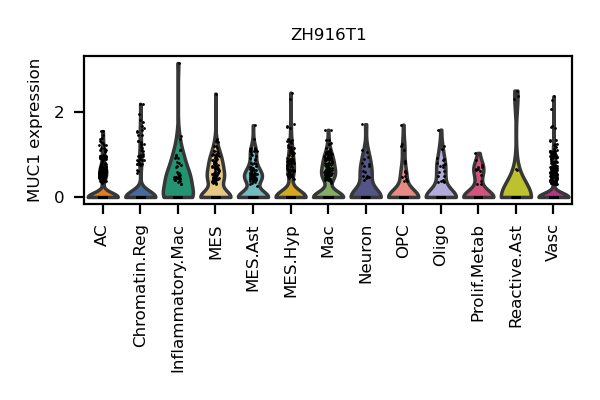 ZH916T1
MUC1 expression
2
0
AC
Chromatin.Reg
Inflammatory.Mac
MES
MES.Ast
MES.Hyp
Mac
Neuron
OPC
Oligo
Prolif.Metab
Reactive.Ast
Vasc